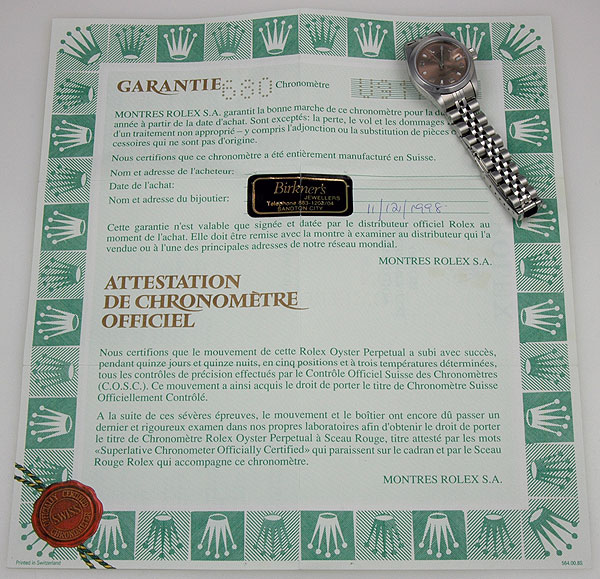 GARANTIE 630 Chronomètre
MONTRES ROLEX S.A. garantit la bonne marche de ce chronomètre pour la
année à partir de la date d'achat. Sont exceptés: la perte, le vol et les dommages
d'un traitement non approprié – y compris l'adjonction ou la substitution de pièces
cessoires qui ne sont pas d'origine.
Nous certifions que ce chronomètre a été entièrement manufacturé en Suisse.
Nom et adresse de l'acheteur:
Date de l'achat:
Nom et adresse du bijoutier:
Birkner's
JEWELLERS
Telephone 883-1202/04
SANDTON CITY
11/12/1998
Cette garantie n'est valable que signée et datée par le distributeur officiel Rolex au
moment de l'achat. Elle doit être remise avec la montre à examiner au distributeur qui l'a
vendue ou à l'une des principales adresses de notre réseau mondial.
MONTRES ROLEX S.A.
ATTESTATION
DE CHRONOMÈTRE
OFFICIEL
Nous certifions que le mouvement de cette Rolex Oyster Perpetual a subi avec succès,
pendant quinze jours et quinze nuits, en cinq positions et à trois températures déterminées,
tous les contrôles de précision effectués par le Contrôle Officiel Suisse des Chronomètres
(C.O.S.C.). Ce mouvement a ainsi acquis le droit de porter le titre de Chronomètre Suisse
Officiellement Contrôlé.
A la suite de ces sévères épreuves, le mouvement et le boîtier ont encore dû passer un
dernier et rigoureux examen dans nos propres laboratoires afin d'obtenir le droit de porter
le titre de Chronomètre Rolex Oyster Perpetual à Sceau Rouge, titre attesté par les mots
«Superlative Chronometer Officially Certified» qui paraissent sur le cadran et par le Sceau
Rouge Rolex qui accompagne ce chronomètre.
MONTRES ROLEX S.A.
SWISS
Printed in Switzerland
564.00.85